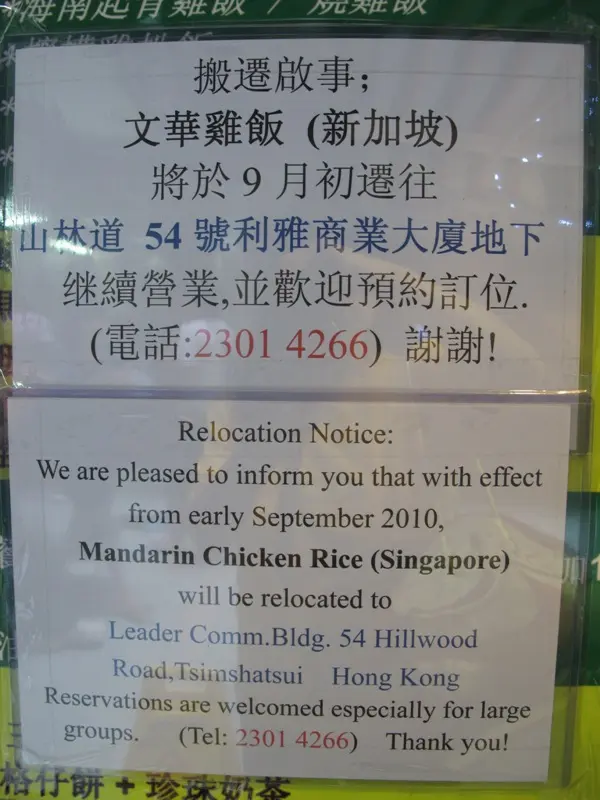 海南起骨雞飯 / 燒雞飯
搬遷啟事;
文華雞飯 (新加坡)
將於 9 月初遷往
山林道 54 號利雅商業大廈地下
继續營業,並歡迎預約訂位.
(電話:2301 4266) 謝謝!
Relocation Notice:
We are pleased to inform you that with effect
from early September 2010,
Mandarin Chicken Rice (Singapore)
will be relocated to
Leader Comm.Bldg. 54 Hillwood
Road,Tsimshatsui Hong Kong
Reservations are welcomed especially for large
groups. (Tel: 2301 4266) Thank you!
格仔餅 + 珍珠奶茶